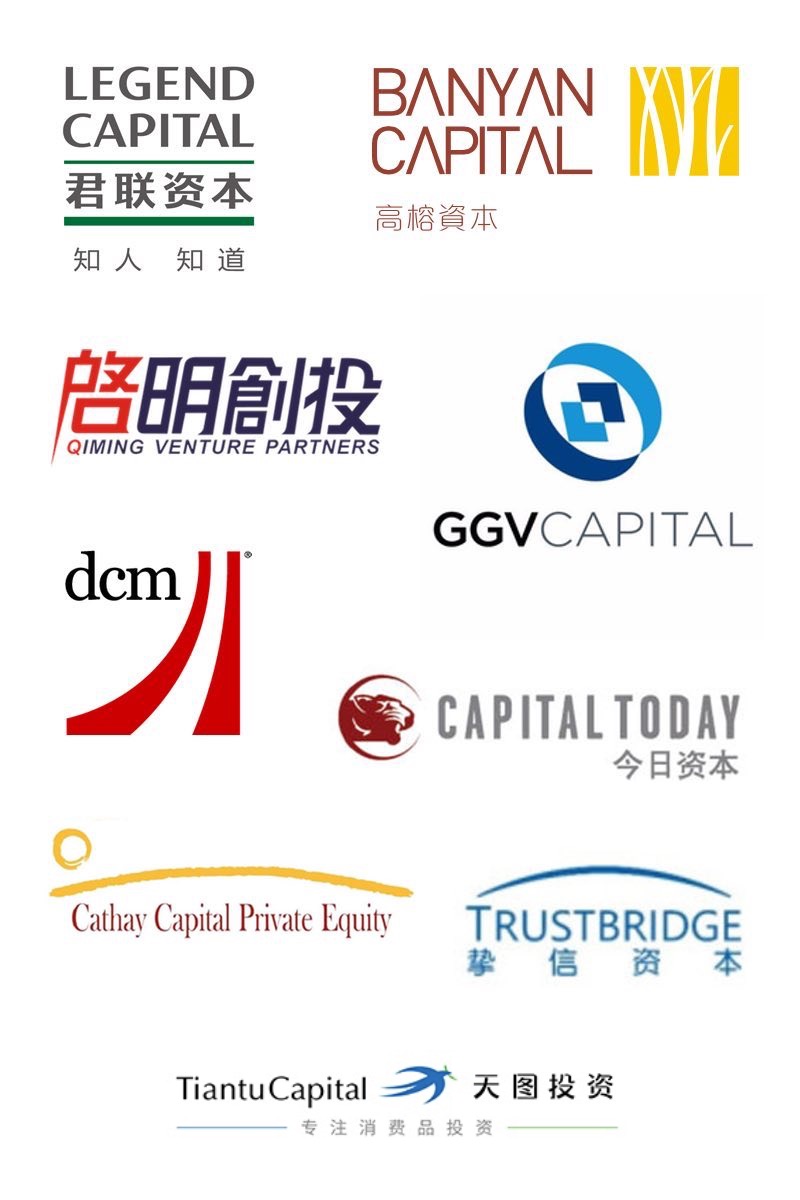 LEGEND
CAPITAL
君联资本
知人 知道
BANYAN
CAPITAL
高榕資本
啓明創投
QIMING VENTURE PARTNERS
GGVCAPITAL
dcm®
CAPITAL TODAY
今日资本
Cathay Capital Private Equity
TRUSTBRIDGE
挚信资本
TiantuCapital 天图投资
专注消费品投资